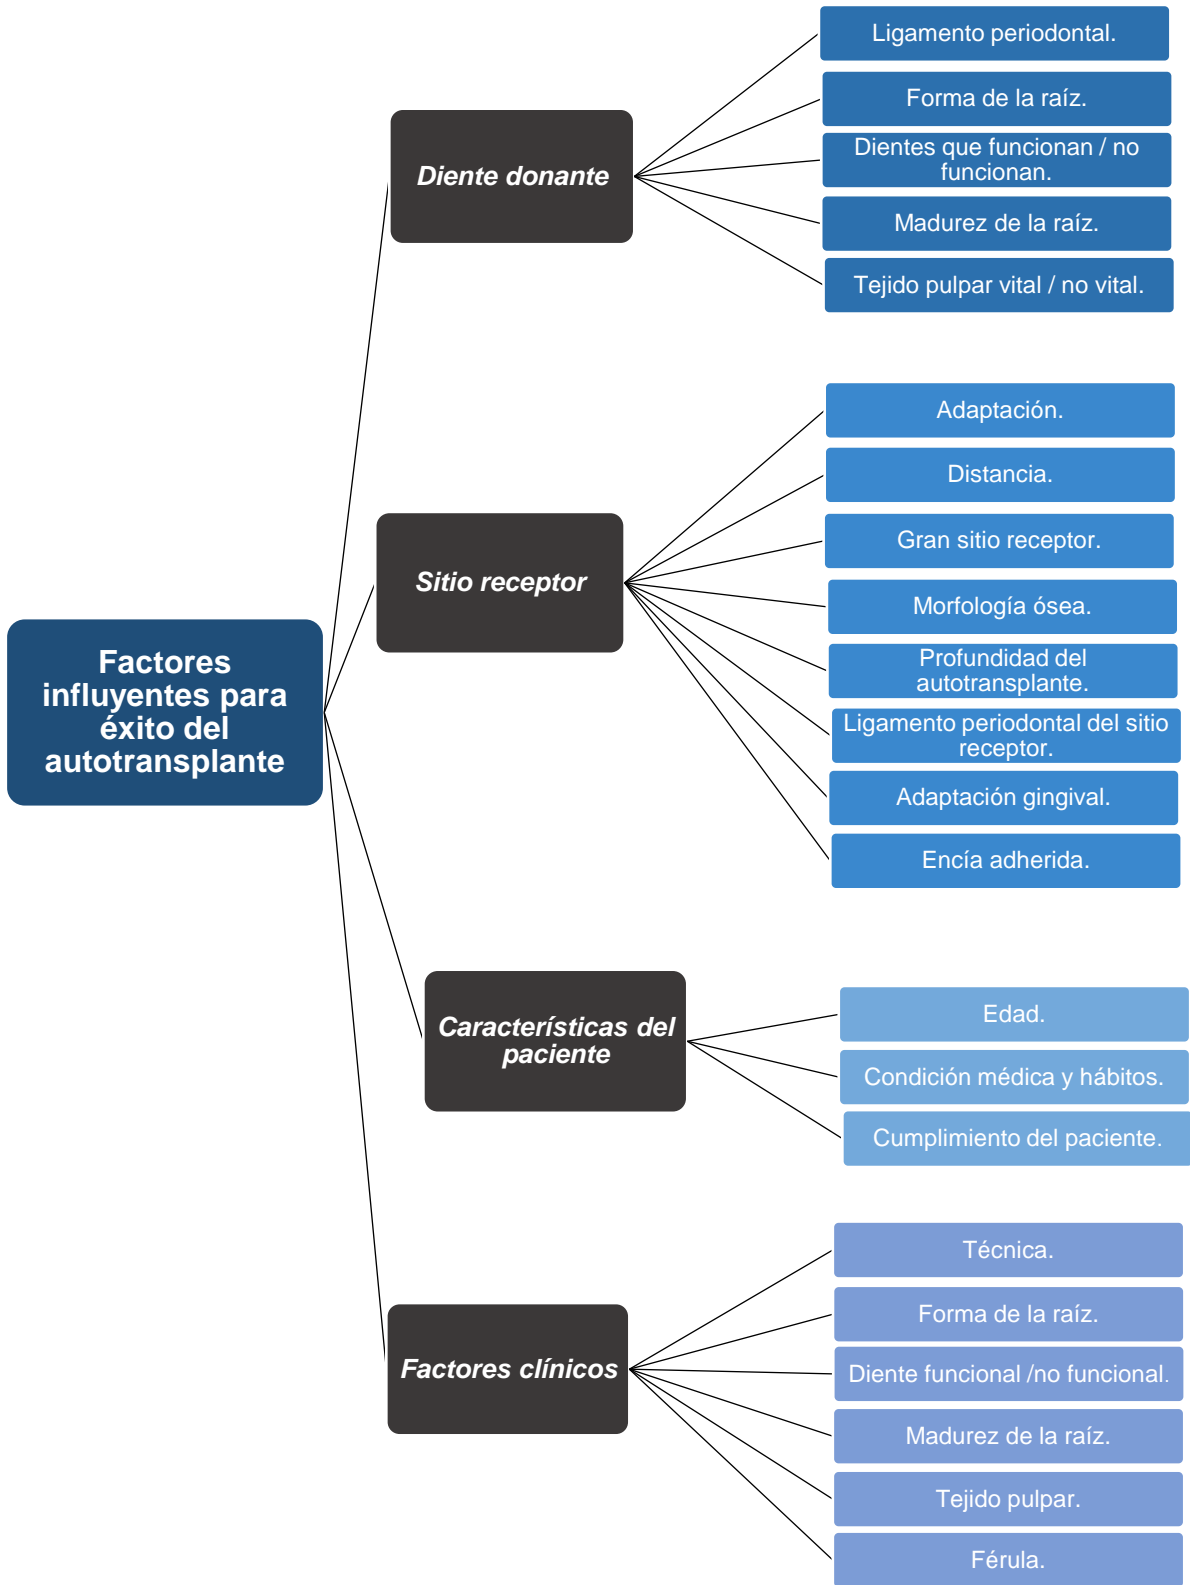 Factores
influyentes para
éxito del
autotransplante
Diente donante
Ligamento periodontal.
Forma de la raíz.
Dientes que funcionan / no
funcionan.
Madurez de la raíz.
Tejido pulpar vital / no vital.
Sitio receptor
Adaptación.
Distancia.
Gran sitio receptor.
Morfología ósea.
Profundidad del
autotransplante.
Ligamento periodontal del sitio
receptor.
Adaptación gingival.
Encía adherida.
Características del
paciente
Edad.
Condición médica y hábitos.
Cumplimiento del paciente.
Factores clínicos
Técnica.
Forma de la raíz.
Diente funcional /no funcional.
Madurez de la raíz.
Tejido pulpar.
Férula.